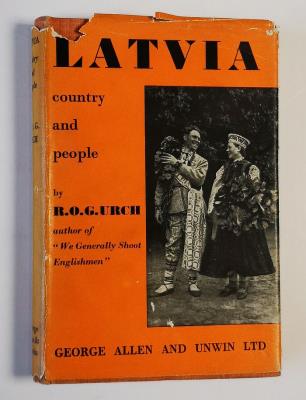 LATVIA
country
and
people
by
R.O.G.URCH
author of
"We Generally Shoot
Englishmen"
GEORGE ALLEN AND UNWIN LTD